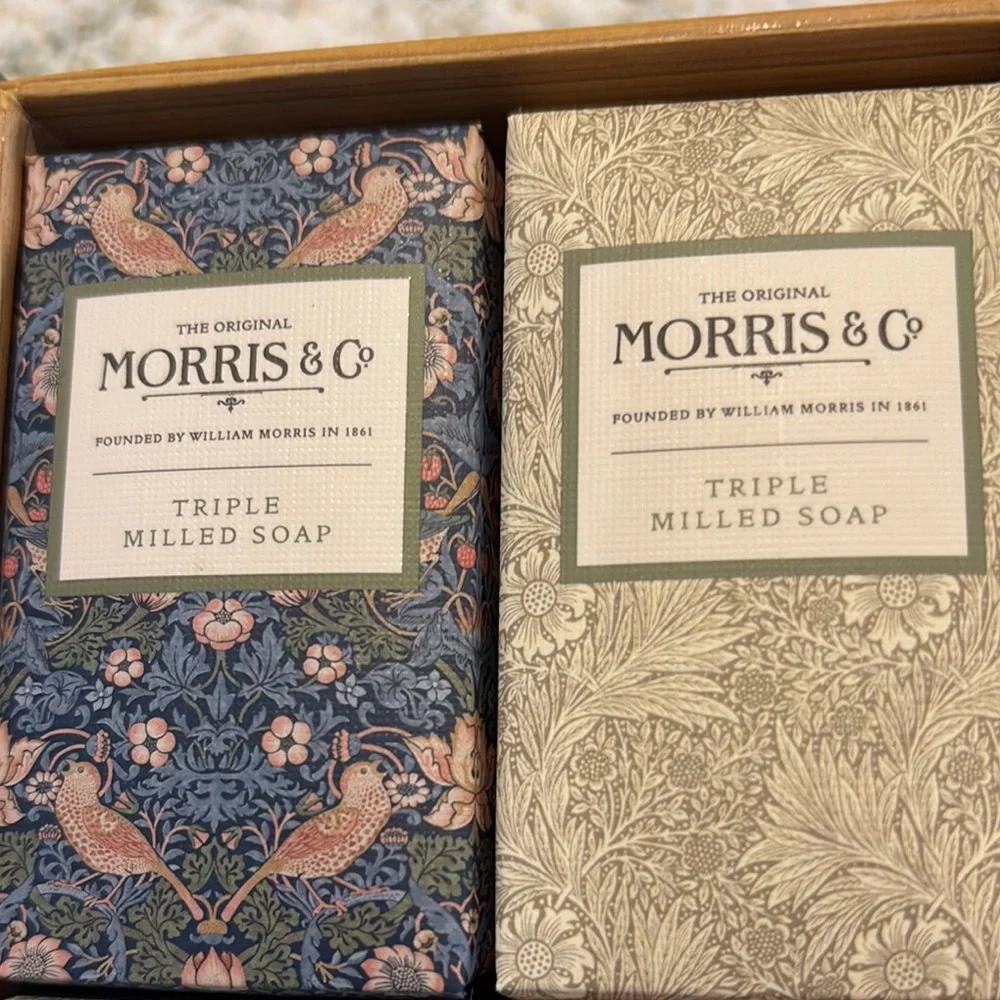 THE ORIGINAL
MORRIS & Co
FOUNDED BY WILLIAM MORRIS IN 1861
TRIPLE
MILLED SOAP
THE ORIGINAL
MORRIS & Co
FOUNDED BY WILLIAM MORRIS IN 1861
TRIPLE
MILLED SOAP